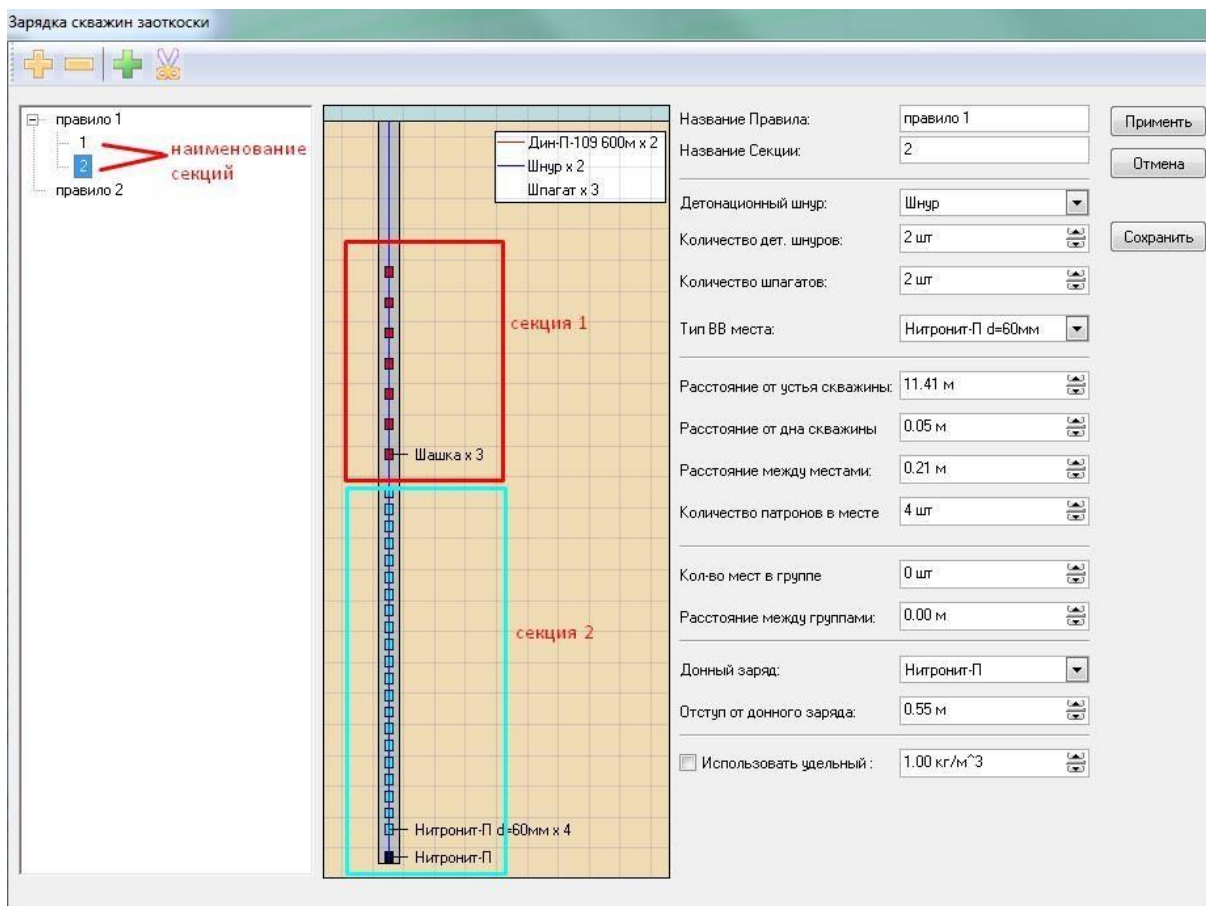 Зарядка скважин заоткоски
правило 1
1
2
правило 2
наименование
секций
Дин-П-109 600м x 2
Шнур x 2
Шпагат x 3
секция 1
Шашка x 3
секция 2
Нитронит-П d=60мм x 4
Нитронит-П
Название Правила: правило 1
Название Секции: 2
Детонационный шнур: Шнур
Количество дет. шнуров: 2 шт
Количество шпагатов: 2 шт
Тип ВВ места: Нитронит-П d=60мм
Расстояние от устья скважины: 11.41 м
Расстояние от дна скважины 0.05 м
Расстояние между местами: 0.21 м
Количество патронов в месте 4 шт
Кол-во мест в группе 0 шт
Расстояние между группами: 0.00 м
Донный заряд: Нитронит-П
Отступ от донного заряда: 0.55 м
Использовать удельный : 1.00 кг/м^3
Применть
Отмена
Сохранить